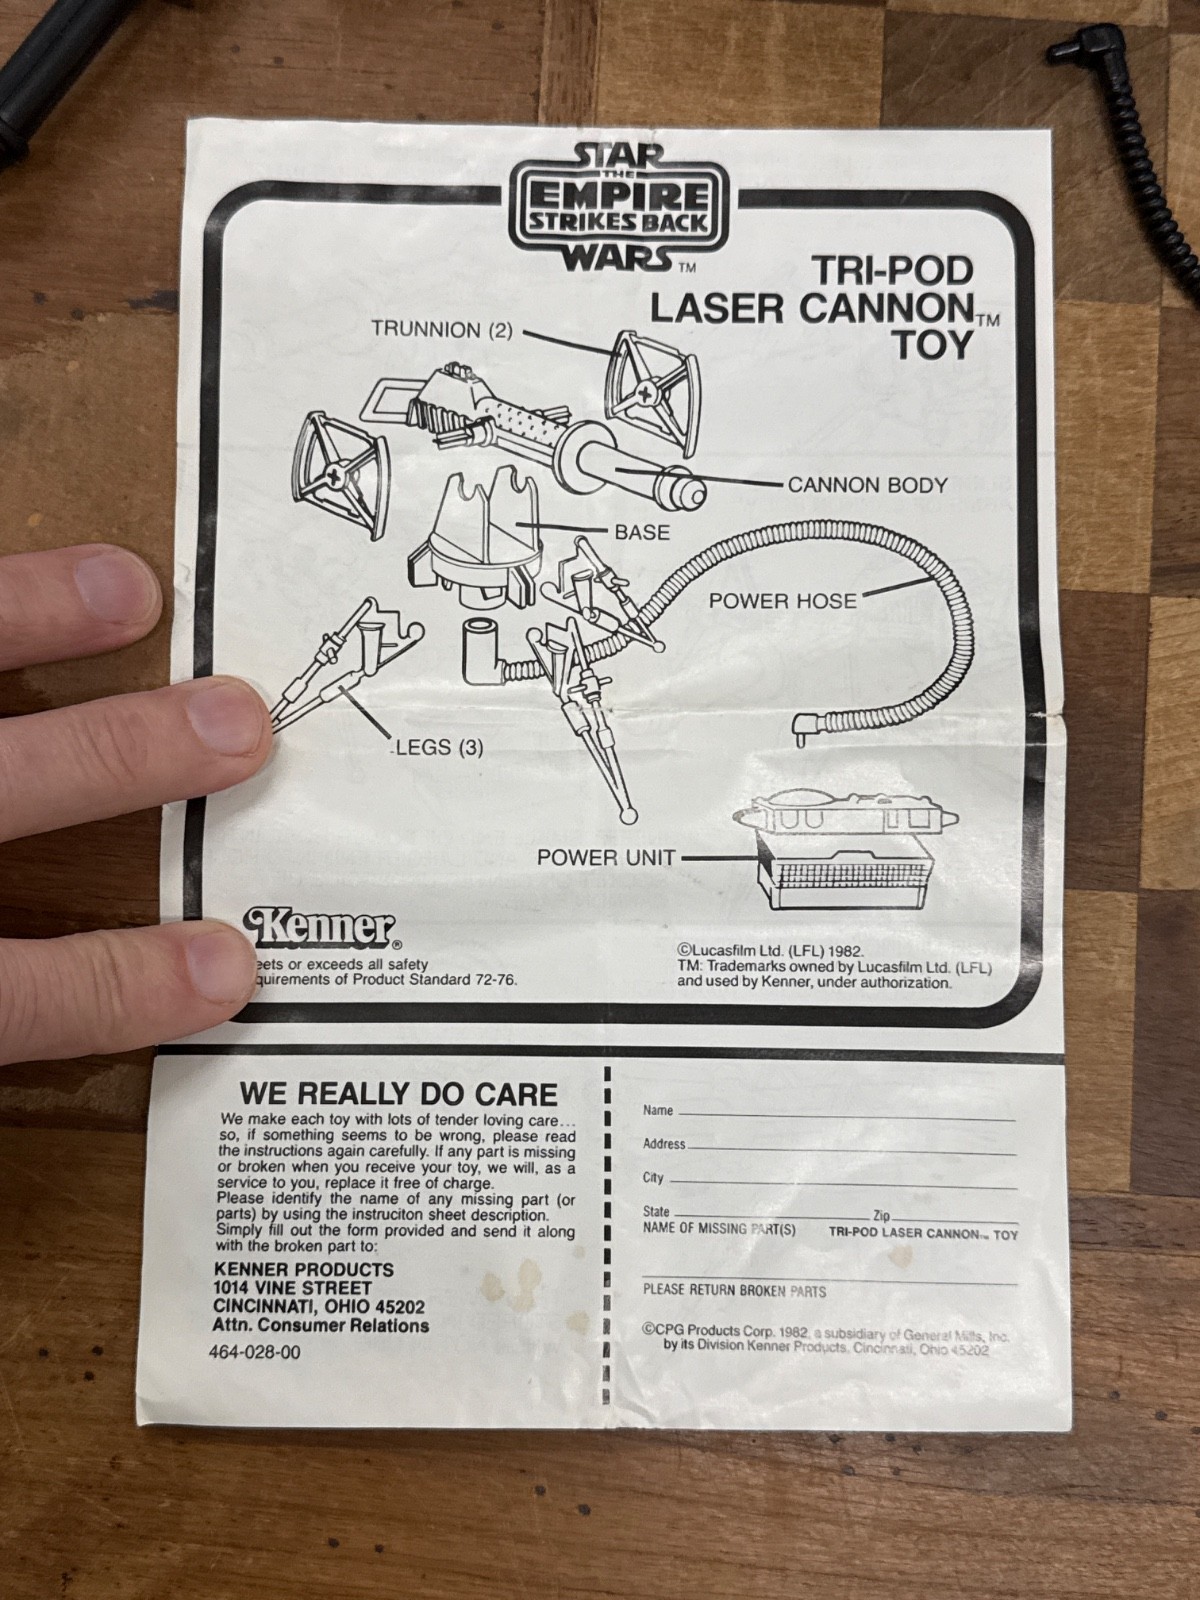 STAR
THE
EMPIRE
STRIKES BACK
WARS TM
TRI-POD
LASER CANNON TM
TOY
TRUNNION (2)
CANNON BODY
BASE
POWER HOSE
LEGS (3)
POWER UNIT
Kenner®
eets or exceeds all safety
quirements of Product Standard 72-76.
©Lucasfilm Ltd. (LFL) 1982.
TM: Trademarks owned by Lucasfilm Ltd. (LFL)
and used by Kenner, under authorization.
WE REALLY DO CARE
We make each toy with lots of tender loving care...
so, if something seems to be wrong, please read
the instructions again carefully. If any part is missing
or broken when you receive your toy, we will, as a
service to you, replace it free of charge.
Please identify the name of any missing part (or
parts) by using the instruciton sheet description.
Simply fill out the form provided and send it along
with the broken part to:
KENNER PRODUCTS
1014 VINE STREET
CINCINNATI, OHIO 45202
Attn. Consumer Relations
464-028-00
Name
Address
City
State Zip
NAME OF MISSING PART(S) TRI-POD LASER CANNON TM TOY
PLEASE RETURN BROKEN PARTS
©CPG Products Corp. 1982, a subsidiary of General Mills, Inc.
by its Division Kenner Products, Cincinnati, Ohio 45202